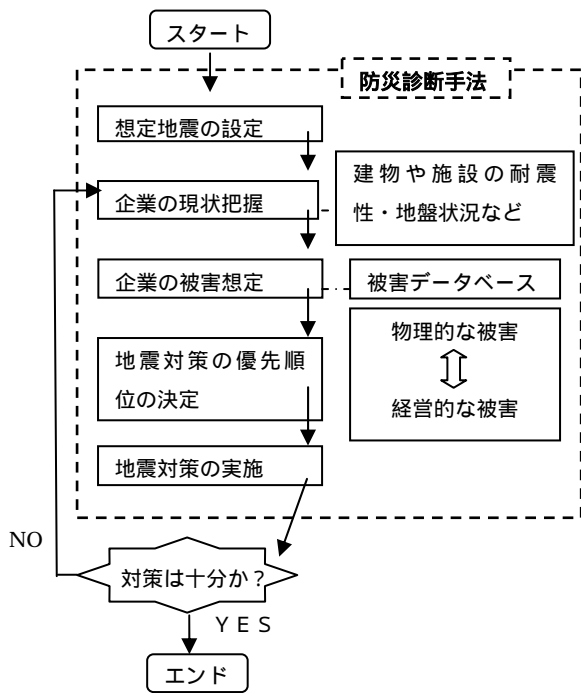 スタート
防災診断手法
想定地震の設定
建物や施設の耐震
性・地盤状況など
企業の現状把握
企業の被害想定
被害データベース
物理的な被害
地震対策の優先順
位の決定
経営的な被害
地震対策の実施
NO
対策は十分か？
ＹＥＳ
エンド